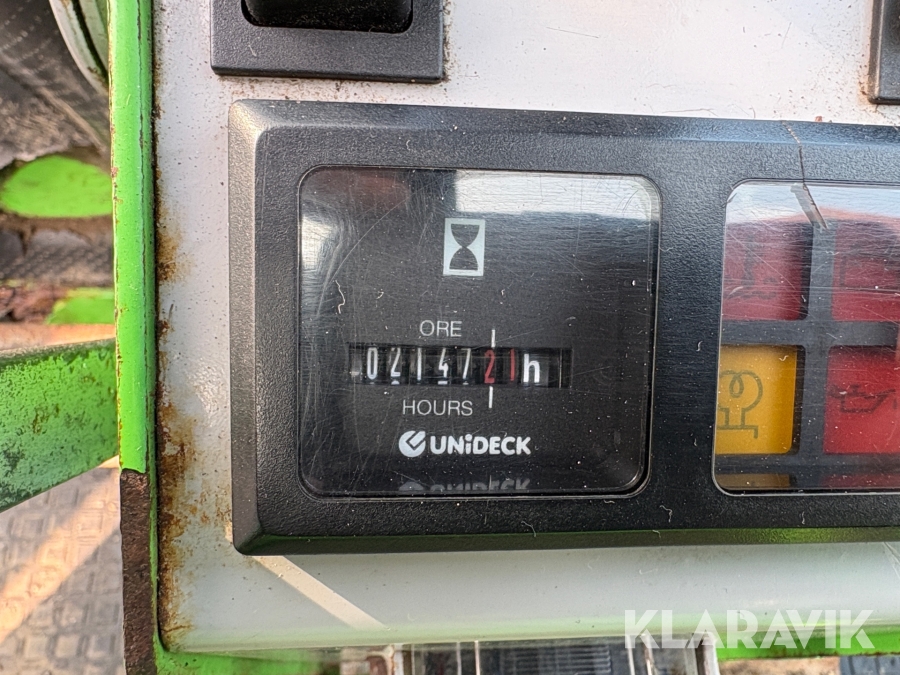 ORE
0214721h
HOURS
UNiDECK
KLARAVIK